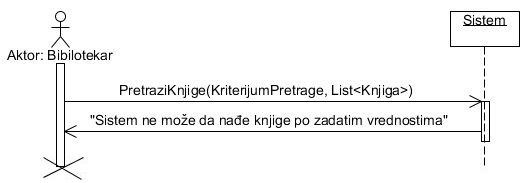 Sistem
Aktor: Bibilotekar
PretraziKnjige(KriterijumPretrage, List<Knjiga>)
"Sistem ne može da nađe knjige po zadatim vrednostima"